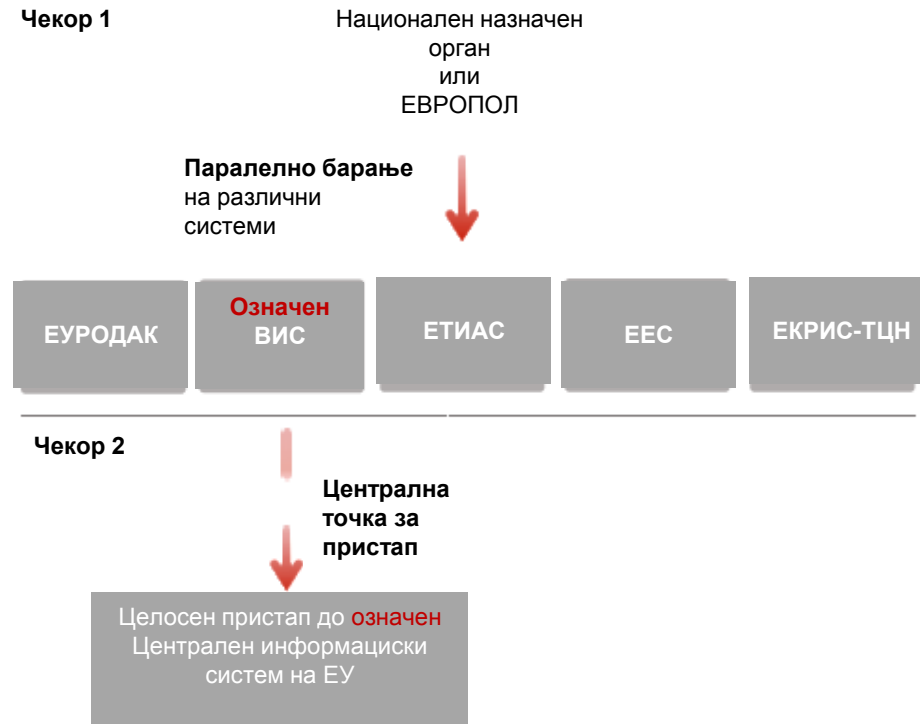 Чекор 1
Национален назначен
орган
или
ЕВРОПОЛ
Паралелно барање
на различни
системи
ЕУРОДАК
Означен
ВИС
ЕТИАС
ЕЕС
ЕКРИС-ТЦН
Чекор 2
Централна
точка за
пристап
Целосен пристап до означен
Централен информациски
систем на ЕУ